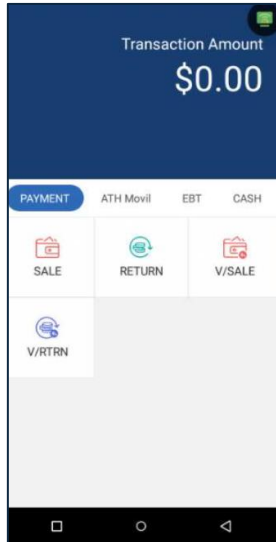 Transaction Amount
$0.00
PAYMENT ATH Movil EBT CASH
SALE RETURN V/SALE
V/RTRN